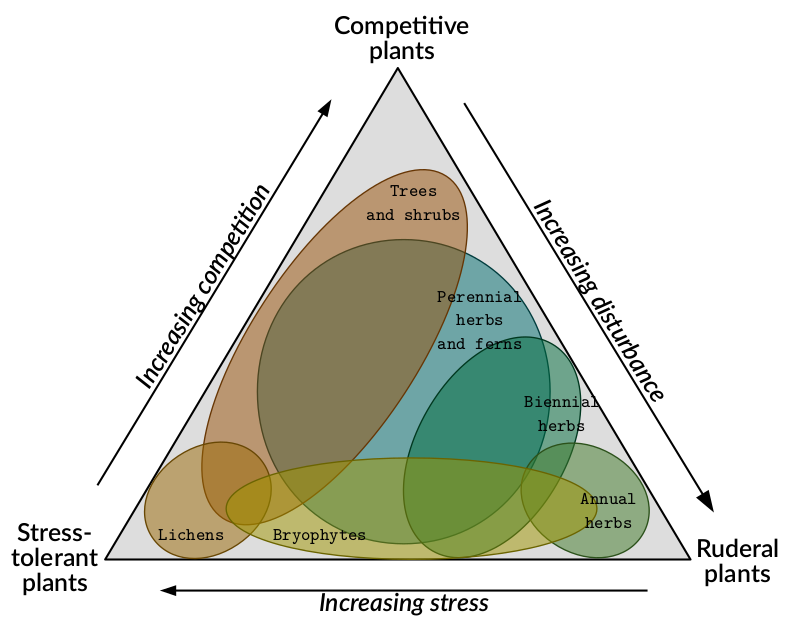 Competitive
plants
Increasing competition
Increasing disturbance
Trees
and shrubs
Perennial
herbs
and ferns
Biennial
herbs
Annual
herbs
Lichens
Bryophytes
Stress-
tolerant
plants
Ruderal
plants
Increasing stress